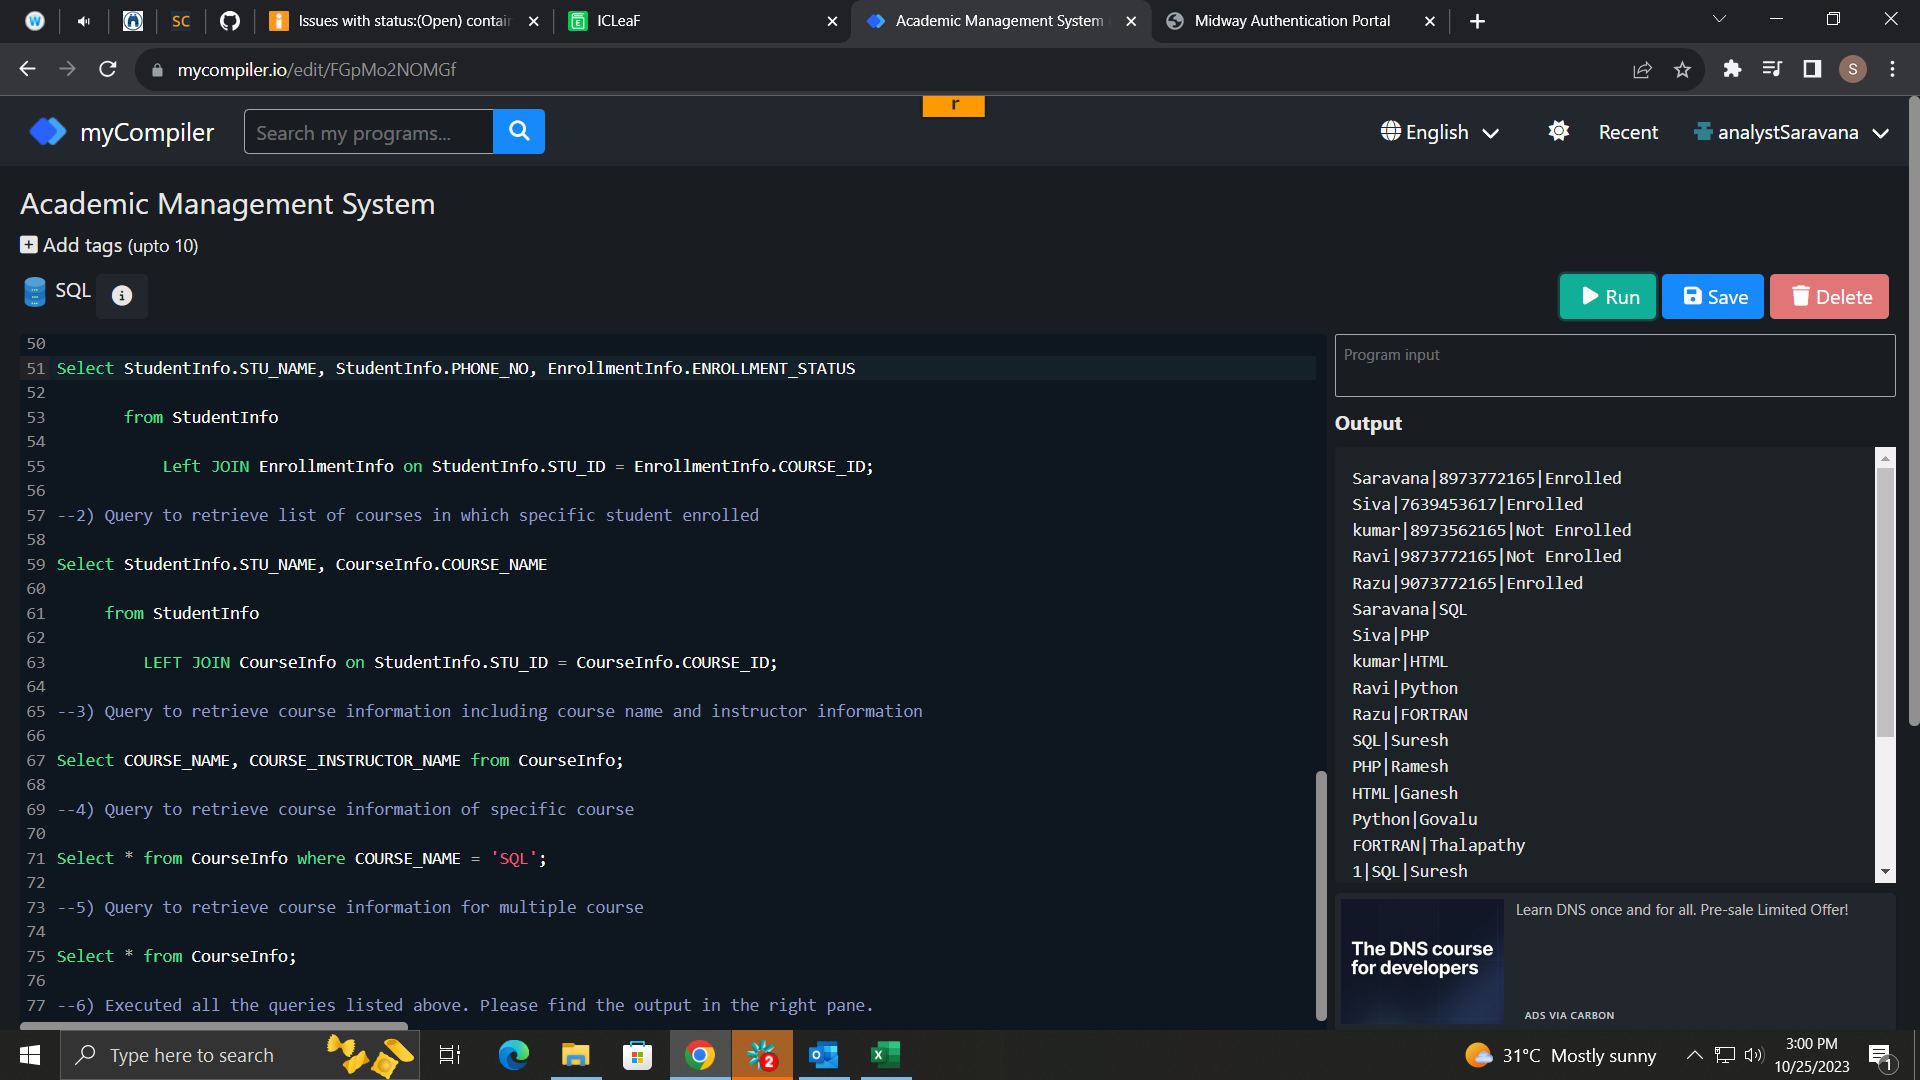 SC
Issues with status:(Open) contain
ICLeaF
Academic Management System
Midway Authentication Portal
mycompiler.io/edit/FGpMo2NOMGf
S
r
myCompiler
Search my programs...
English
Recent
analystSaravana
Academic Management System
Add tags (upto 10)
SQL
Run
Save
Delete
50
51 Select StudentInfo.STU_NAME, StudentInfo.PHONE_NO, EnrollmentInfo.ENROLLMENT_STATUS
52
53 from StudentInfo
54
55 Left JOIN EnrollmentInfo on StudentInfo.STU_ID = EnrollmentInfo.COURSE_ID;
56
57 --2) Query to retrieve list of courses in which specific student enrolled
58
59 Select StudentInfo.STU_NAME, CourseInfo.COURSE_NAME
60
61 from StudentInfo
62
63 LEFT JOIN CourseInfo on StudentInfo.STU_ID = CourseInfo.COURSE_ID;
64
65 --3) Query to retrieve course information including course name and instructor information
66
67 Select COURSE_NAME, COURSE_INSTRUCTOR_NAME from CourseInfo;
68
69 --4) Query to retrieve course information of specific course
70
71 Select * from CourseInfo where COURSE_NAME = 'SQL';
72
73 --5) Query to retrieve course information for multiple course
74
75 Select * from CourseInfo;
76
77 --6) Executed all the queries listed above. Please find the output in the right pane.
Program input
Output
Saravana|8973772165|Enrolled
Siva|7639453617|Enrolled
kumar|8973562165|Not Enrolled
Ravi|9873772165|Not Enrolled
Razu|9073772165|Enrolled
Saravana|SQL
Siva|PHP
kumar|HTML
Ravi|Python
Razu|FORTRAN
SQL|Suresh
PHP|Ramesh
HTML|Ganesh
Python|Govalu
FORTRAN|Thalapathy
1|SQL|Suresh
The DNS course
for developers
Learn DNS once and for all. Pre-sale Limited Offer!
ADS VIA CARBON
Type here to search
2
31°C Mostly sunny
3:00 PM
10/25/2023
1